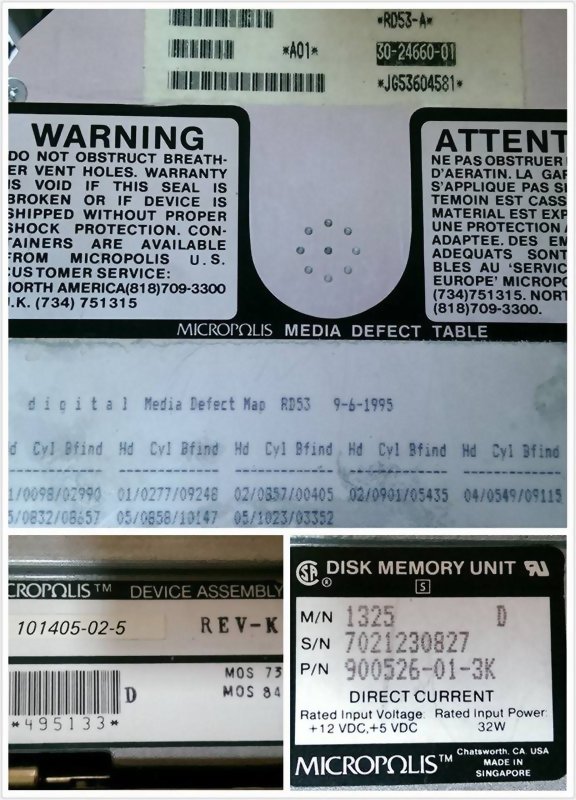 *RD53-A*
*A01* 30-24660-01
*JG53604581*
WARNING
DO NOT OBSTRUCT BREATH-
ER VENT HOLES. WARRANTY
IS VOID IF THIS SEAL IS
BROKEN OR IF DEVICE IS
SHIPPED WITHOUT PROPER
SHOCK PROTECTION. CON-
TAINERS ARE AVAILABLE
FROM MICROPOLIS U.S.
CUSTOMER SERVICE:
NORTH AMERICA(818)709-3300
U.K. (734) 751315
ATTENT
NE PAS OBSTRUER
D'AERATIN. LA GAR
S'APPLIQUE PAS SI
TEMOIN EST CASS
MATERIAL EST EXP
UNE PROTECTION A
ADAPTEE. DES EM
ADEQUATS SONT
BLES AU 'SERVIC
EUROPE' MICROPO
(734)751315. NORT
(818)709-3300.
MICROPOLIS MEDIA DEFECT TABLE
digital Media Defect Map RD53 9-6-1995
d Cyl Bfind Hd Cyl Bfind Hd Cyl Bfind Hd Cyl Bfind Hd Cyl Bfind
1/0098/02990 01/0277/09248 02/0857/00405 02/0901/05435 04/0549/09115
5/0832/08657 05/0858/10147 05/1023/03352
CROPOLIS™ DEVICE ASSEMBLY
101405-02-5 REV-K
MOS 73
D MOS 84
*495133*
SA® DISK MEMORY UNIT UR
S
M/N 1325 D
S/N 7021230827
P/N 900526-01-3K
DIRECT CURRENT
Rated Input Voltage: Rated Input Power:
+12 VDC,+5 VDC 32W
MICROPOLIS™ Chatsworth, CA. USA
MADE IN
SINGAPORE